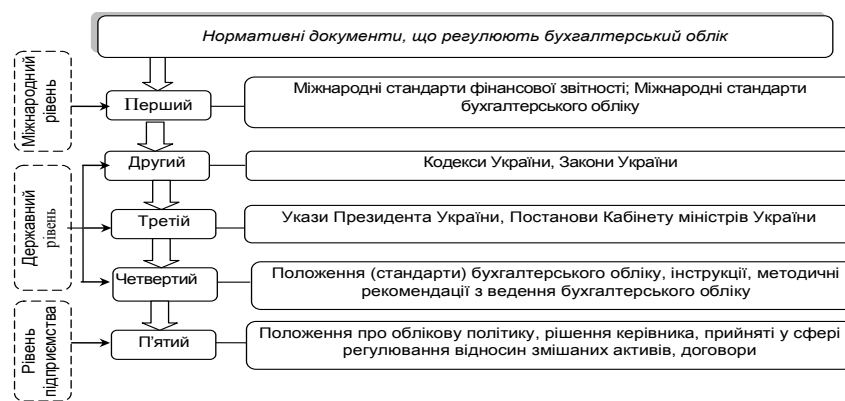 Нормативні документи, що регулюють бухгалтерський облік
Міжнародний
рівень
Перший
Міжнародні стандарти фінансової звітності; Міжнародні стандарти
бухгалтерського обліку
Державний
рівень
Другий
Кодекси України, Закони України
Третій
Укази Президента України, Постанови Кабінету міністрів України
Четвертий
Положення (стандарти) бухгалтерського обліку, інструкції, методичні
рекомендації з ведення бухгалтерського обліку
Рівень
підприємства
П'ятий
Положення про облікову політику, рішення керівника, прийняті у сфері
регулювання відносин змішаних активів, договори